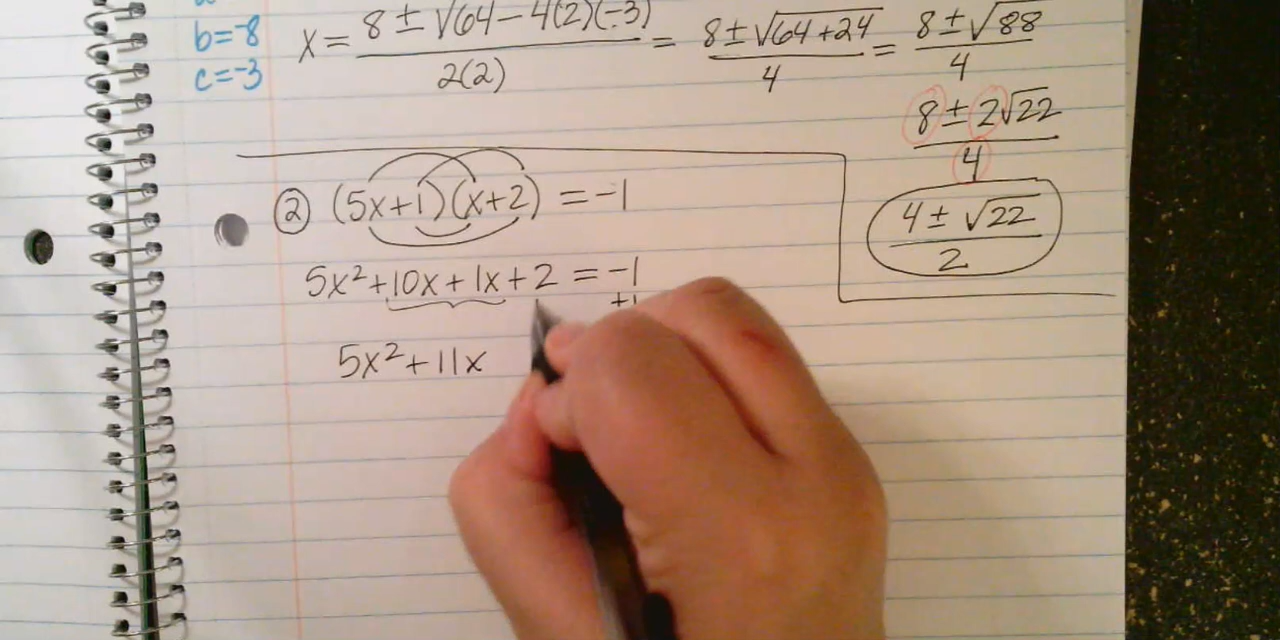 b=-8
c=-3
x = 8 ± √64 - 4(2)(-3) / 2(2) = 8 ± √64 + 24 / 4 = 8 ± √88 / 4
8 ± 2√22 / 4
4 ± √22 / 2
② (5x+1)(x+2) = -1
5x² + 10x + 1x + 2 = -1
+1
5x² + 11x